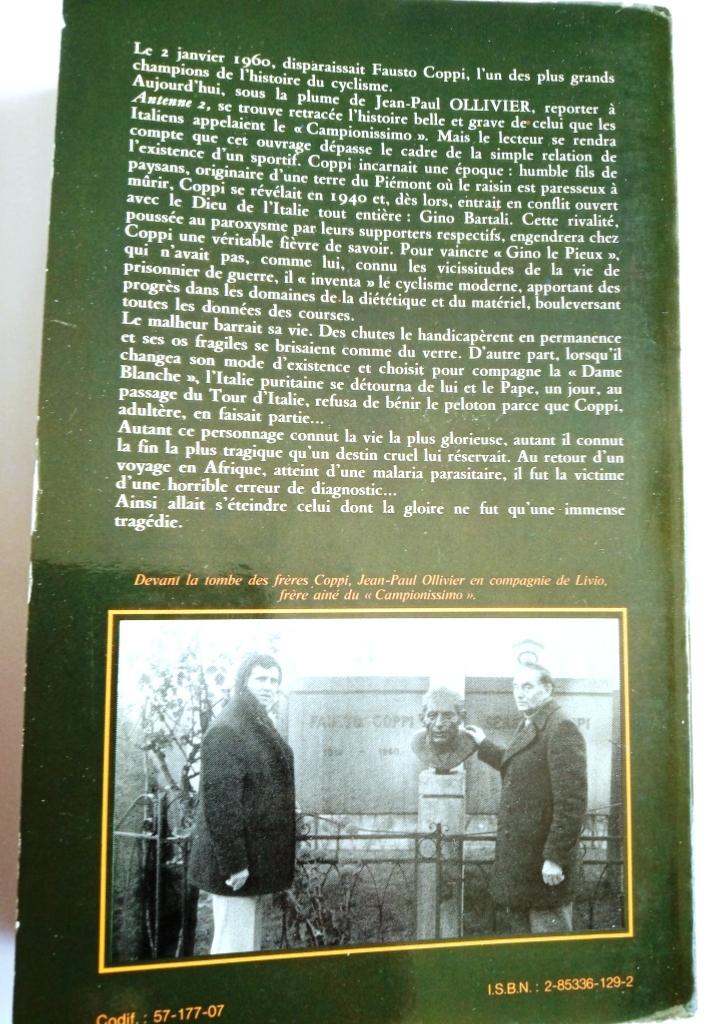 Le 2 janvier 1960, disparaissait Fausto Coppi, l'un des plus grands
champions de l'histoire du cyclisme.
Aujourd'hui, sous la plume de Jean-Paul OLLIVIER, reporter à
Antenne 2, se trouve retracée l'histoire belle et grave de celui que les
Italiens appelaient le « Campionissimo ». Mais le lecteur se rendra
compte que cet ouvrage dépasse le cadre de la simple relation de
l'existence d'un sportif. Coppi incarnait une époque : humble fils de
paysans, originaire d'une terre du Piémont où le raisin est paresseux à
mûrir, Coppi se révélait en 1940 et, dès lors, entrait en conflit ouvert
avec le Dieu de l'Italie tout entière : Gino Bartali. Cette rivalité,
poussée au paroxysme par leurs supporters respectifs, engendrera chez
Coppi une véritable fièvre de savoir. Pour vaincre « Gino le Pieux »,
qui n'avait pas, comme lui, connu les vicissitudes de la vie de
prisonnier de guerre, il « inventa » le cyclisme moderne, apportant des
progrès dans les domaines de la diététique et du matériel, bouleversant
toutes les données des courses.
Le malheur barrait sa vie. Des chutes le handicapèrent en permanence
et ses os fragiles se brisaient comme du verre. D'autre part, lorsqu'il
changea son mode d'existence et choisit pour compagne la « Dame
Blanche », l'Italie puritaine se détourna de lui et le Pape, un jour, au
passage du Tour d'Italie, refusa de bénir le peloton parce que Coppi,
adultère, en faisait partie...
Autant ce personnage connut la vie la plus glorieuse, autant il connut
la fin la plus tragique qu'un destin cruel lui réservait. Au retour d'un
voyage en Afrique, atteint d'une malaria parasitaire, il fut la victime
d'une horrible erreur de diagnostic...
Ainsi allait s'éteindre celui dont la gloire ne fut qu'une immense
tragédie.
Devant la tombe des frères Coppi, Jean-Paul Ollivier en compagnie de Livio,
frère aîné du « Campionissimo ».
FAUSTO COPPI
I.S.B.N. : 2-85336-129-2
Codif. : 57-177-07